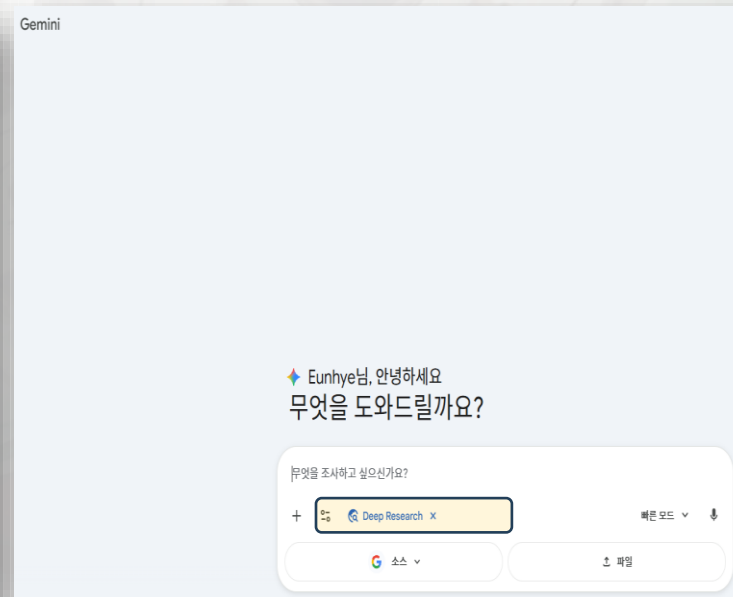 Gemini
Eunhye님, 안녕하세요
무엇을 도와드릴까요?
무엇을 조사하고 싶으신가요?
+ Deep Research x 빠른 모드
소스 파일